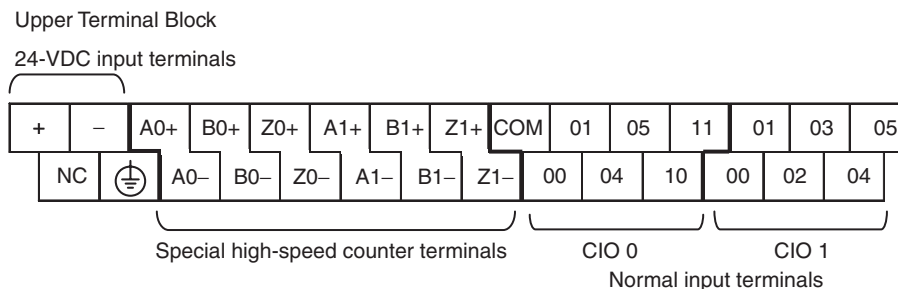 Upper Terminal Block
24-VDC input terminals
+ – A0+ B0+ Z0+ A1+ B1+ Z1+ COM 01 05 11 01 03 05
NC A0– B0– Z0– A1– B1– Z1– 00 04 10 00 02 04
Special high-speed counter terminals CIO 0 CIO 1
Normal input terminals